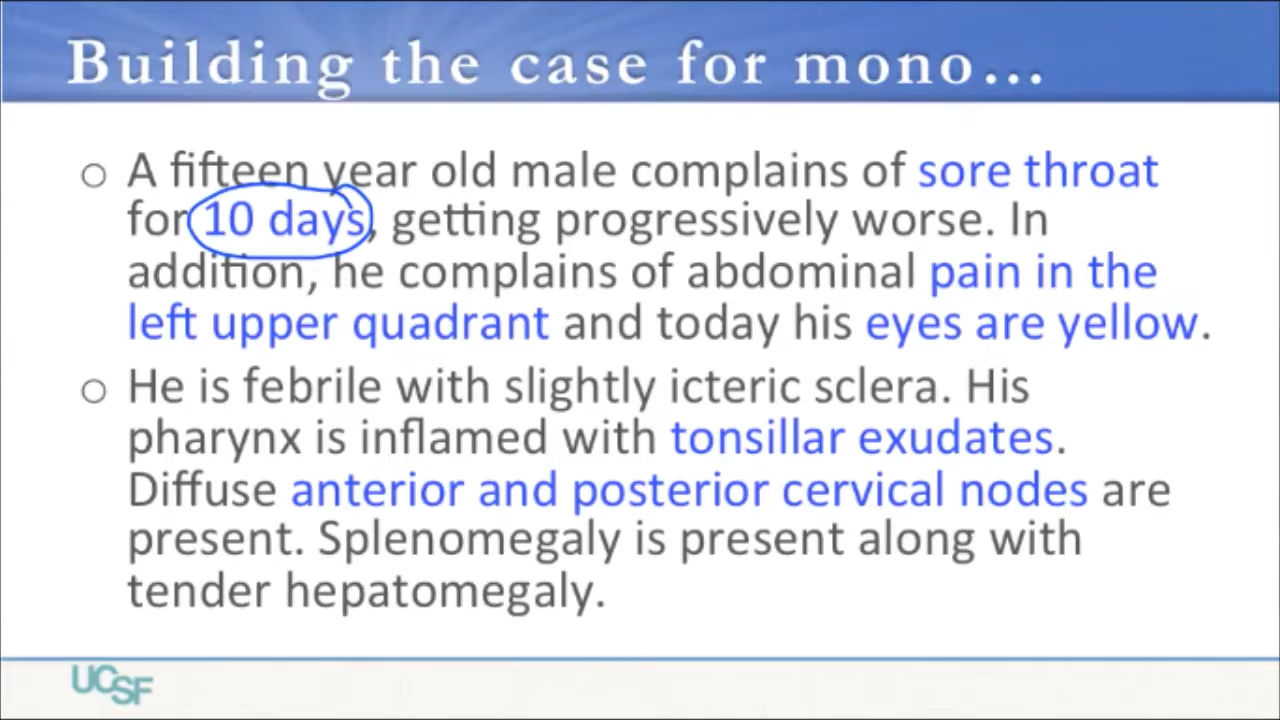 Building the case for mono...
A fifteen year old male complains of sore throat
for 10 days, getting progressively worse. In
addition, he complains of abdominal pain in the
left upper quadrant and today his eyes are yellow.
He is febrile with slightly icteric sclera. His
pharynx is inflamed with tonsillar exudates.
Diffuse anterior and posterior cervical nodes are
present. Splenomegaly is present along with
tender hepatomegaly.
UCSF